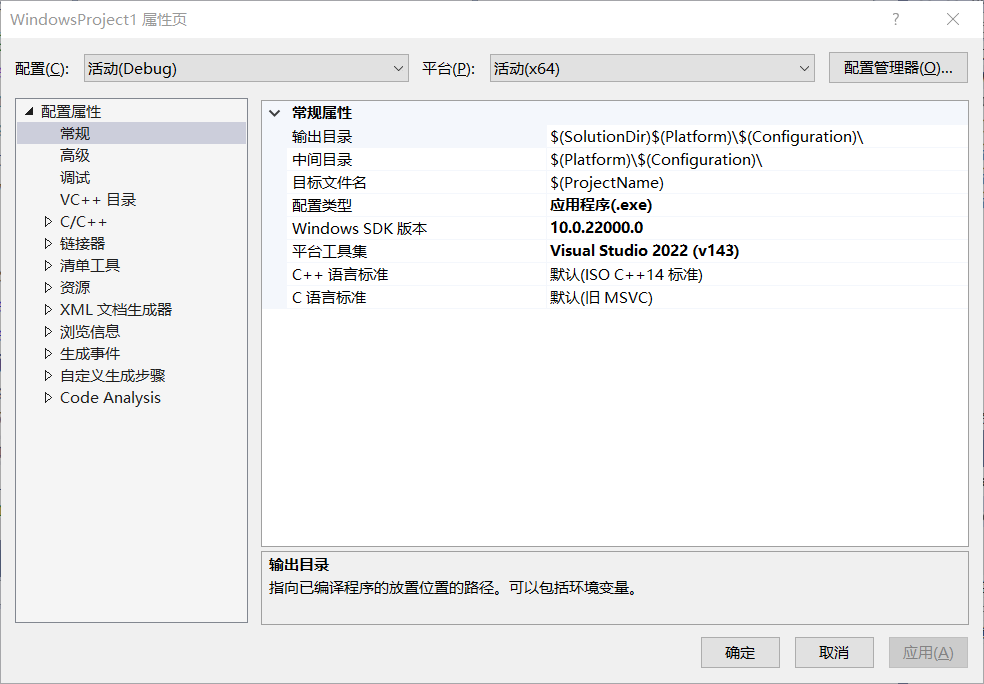 WindowsProject1 属性页
配置(C): 活动(Debug) 平台(P): 活动(x64) 配置管理器(O)...
配置属性
常规
高级
调试
VC++ 目录
C/C++
链接器
清单工具
资源
XML 文档生成器
浏览信息
生成事件
自定义生成步骤
Code Analysis
常规属性
输出目录 $(SolutionDir)$(Platform)\$(Configuration)\
中间目录 $(Platform)\$(Configuration)\
目标文件名 $(ProjectName)
配置类型 应用程序(.exe)
Windows SDK 版本 10.0.22000.0
平台工具集 Visual Studio 2022 (v143)
C++ 语言标准 默认(ISO C++14 标准)
C 语言标准 默认(旧 MSVC)
输出目录
指向已编译程序的放置位置的路径。可以包括环境变量。
确定 取消 应用(A)